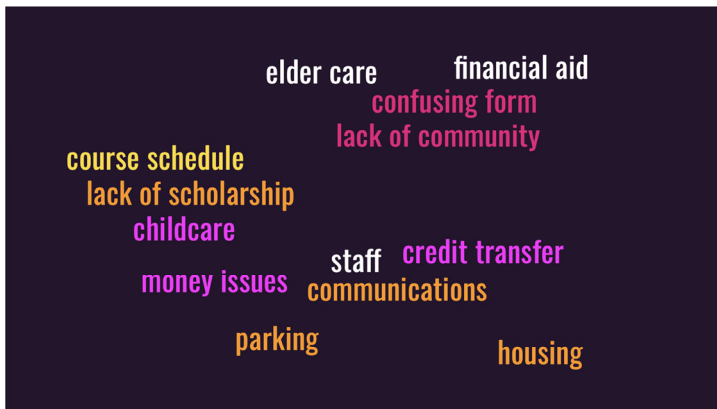 elder care
financial aid
confusing form
lack of community
course schedule
lack of scholarship
childcare
staff
credit transfer
money issues
communications
parking
housing